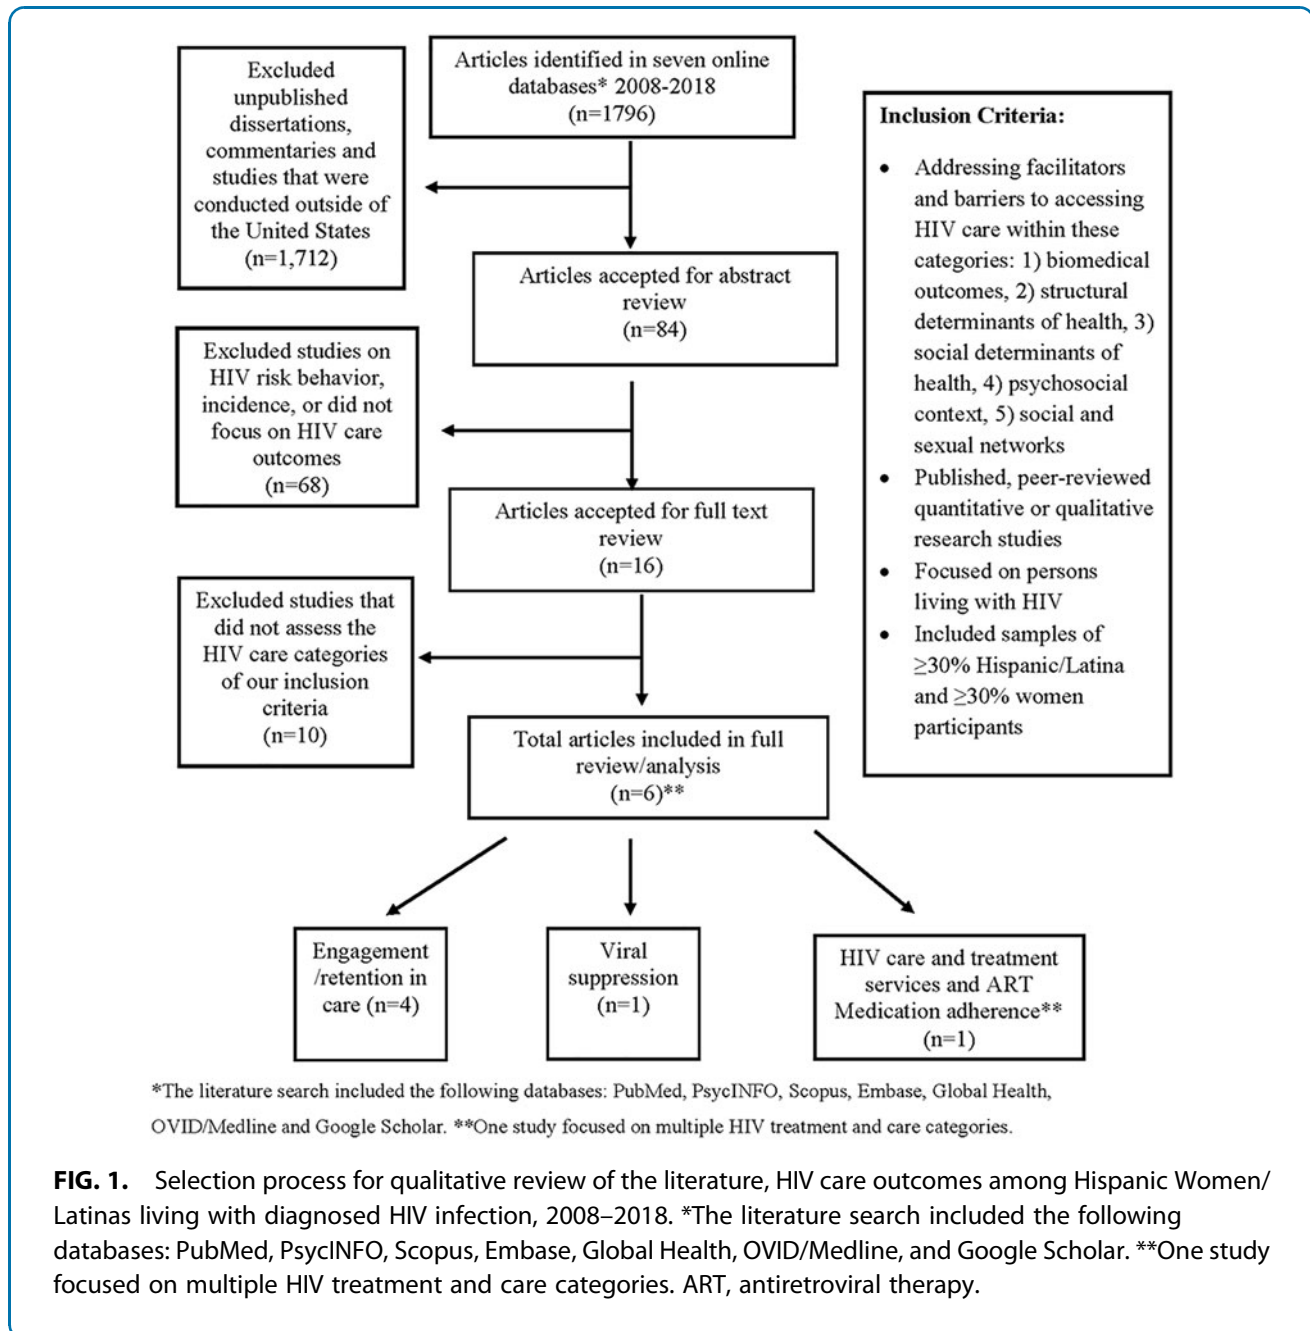 Articles identified in seven online
databases* 2008-2018
(n=1796)
Excluded
unpublished
dissertations,
commentaries and
studies that were
conducted outside of
the United States
(n=1,712)
Articles accepted for abstract
review
(n=84)
Excluded studies on
HIV risk behavior,
incidence, or did not
focus on HIV care
outcomes
(n=68)
Articles accepted for full text
review
(n=16)
Excluded studies that
did not assess the
HIV care categories
of our inclusion
criteria
(n=10)
Total articles included in full
review/analysis
(n=6)**
Engagement
/retention in
care (n=4)
Viral
suppression
(n=1)
HIV care and treatment
services and ART
Medication adherence**
(n=1)
Inclusion Criteria:
• Addressing facilitators
and barriers to accessing
HIV care within these
categories: 1) biomedical
outcomes, 2) structural
determinants of health, 3)
social determinants of
health, 4) psychosocial
context, 5) social and
sexual networks
• Published, peer-reviewed
quantitative or qualitative
research studies
• Focused on persons
living with HIV
• Included samples of
≥30% Hispanic/Latina
and ≥30% women
participants
*The literature search included the following databases: PubMed, PsycINFO, Scopus, Embase, Global Health,
OVID/Medline and Google Scholar. **One study focused on multiple HIV treatment and care categories.
FIG. 1. Selection process for qualitative review of the literature, HIV care outcomes among Hispanic Women/
Latinas living with diagnosed HIV infection, 2008–2018. *The literature search included the following
databases: PubMed, PsycINFO, Scopus, Embase, Global Health, OVID/Medline, and Google Scholar. **One study
focused on multiple HIV treatment and care categories. ART, antiretroviral therapy.